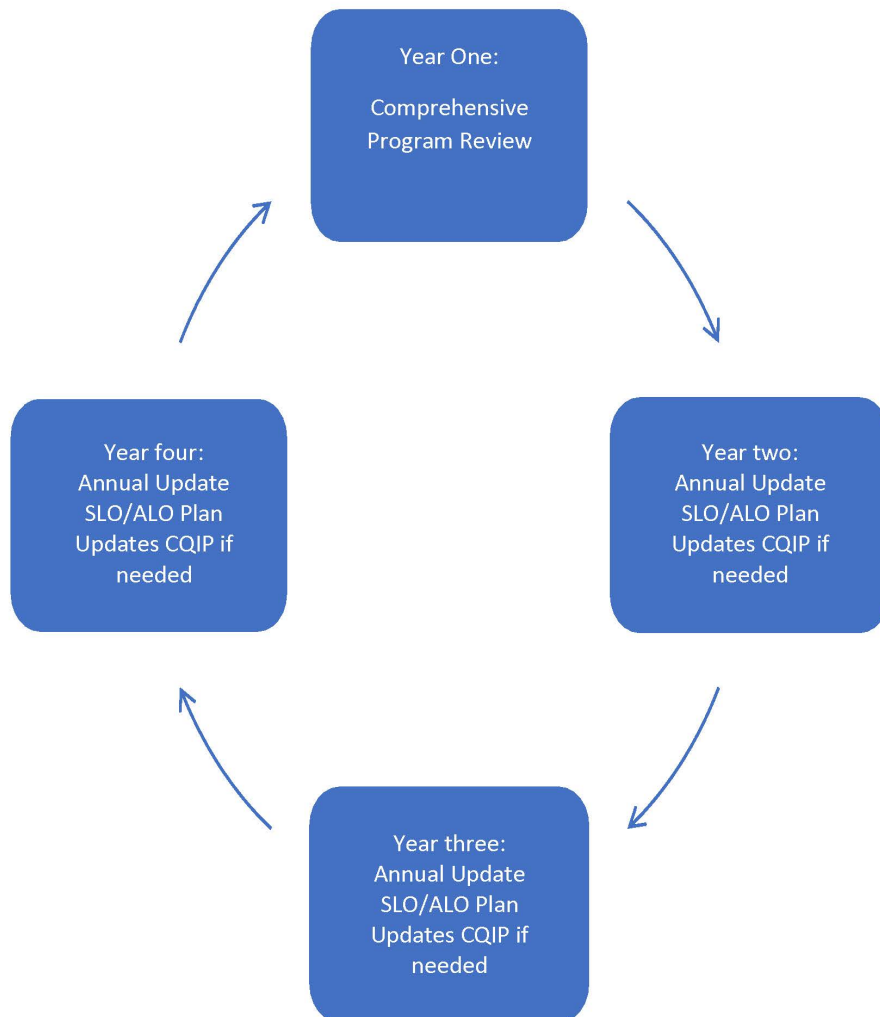 Year One:
Comprehensive
Program Review
Year two:
Annual Update
SLO/ALO Plan
Updates CQIP if
needed
Year three:
Annual Update
SLO/ALO Plan
Updates CQIP if
needed
Year four:
Annual Update
SLO/ALO Plan
Updates CQIP if
needed